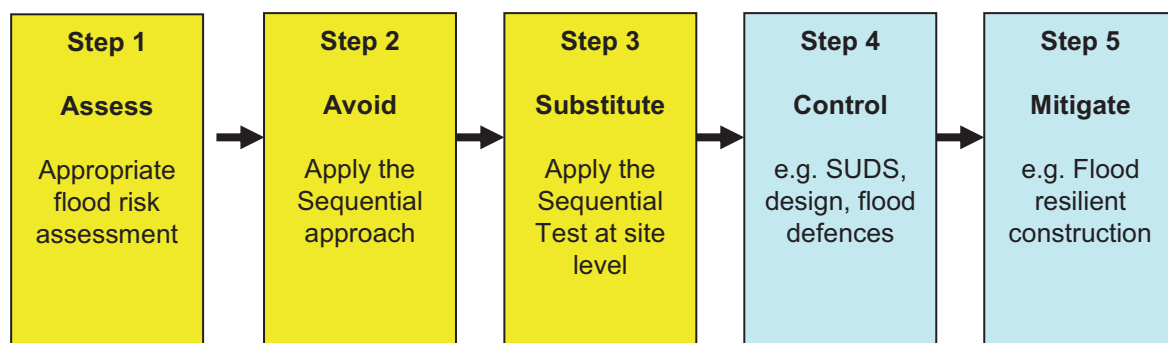 Step 1
Assess
Appropriate
flood risk
assessment
Step 2
Avoid
Apply the
Sequential
approach
Step 3
Substitute
Apply the
Sequential
Test at site
level
Step 4
Control
e.g. SUDS,
design, flood
defences
Step 5
Mitigate
e.g. Flood
resilient
construction